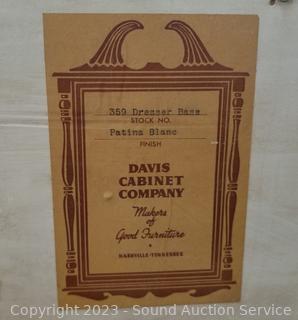 359 Dresser Base
STOCK NO.
Patina Blanc
FINISH
DAVIS
CABINET
COMPANY
Makers
of
Good Furniture
NASHVILLE-TENNESSEE
Copyright © 2023 - Sound Auction Service